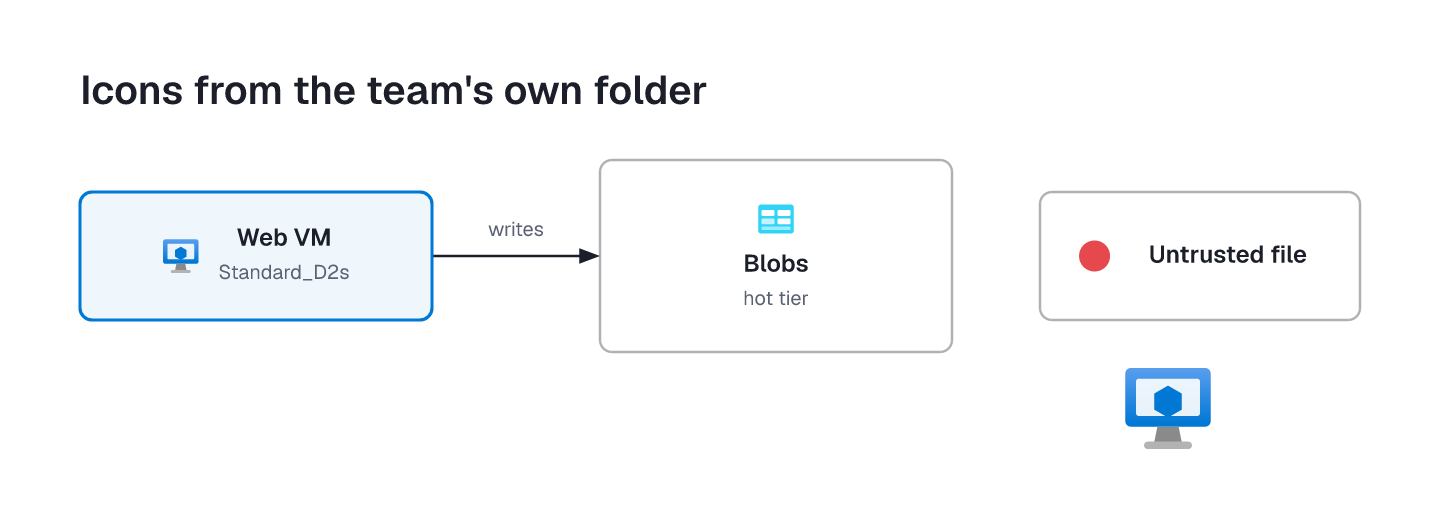 Icons from the team's own folder
Web VM
Standard_D2s
writes
Blobs
hot tier
Untrusted file